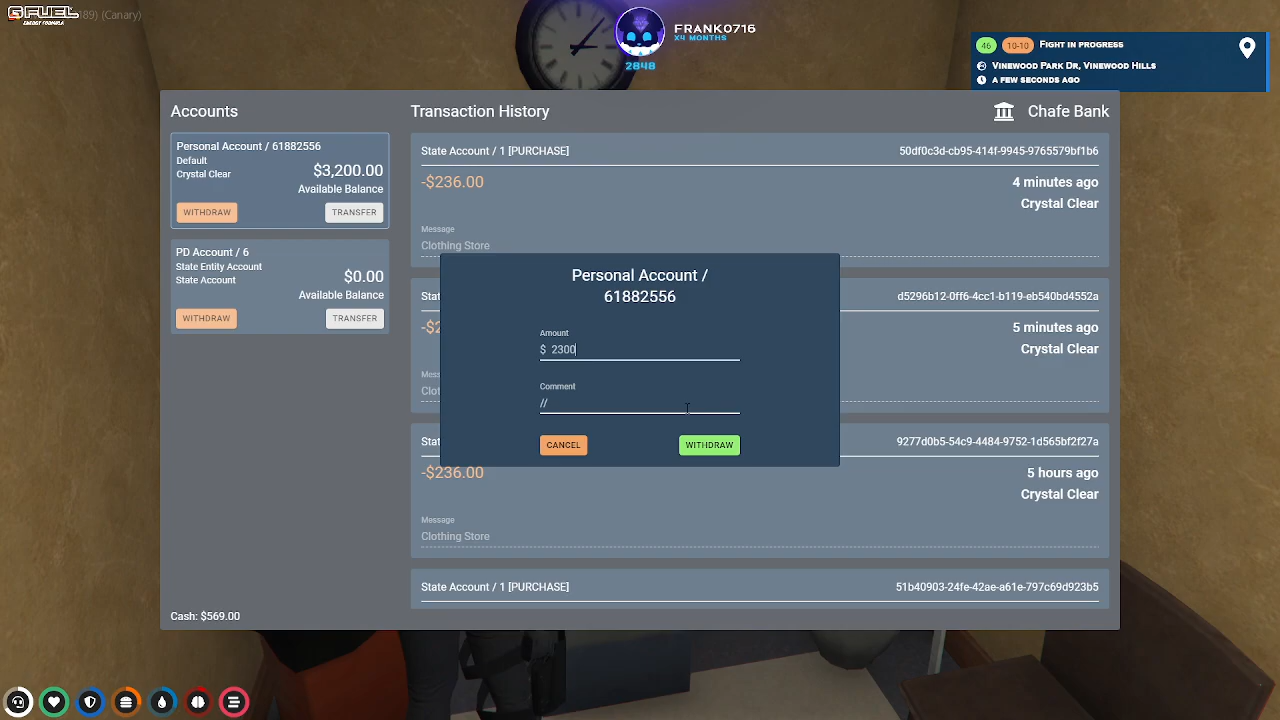 G FUEL
ENERGY FORMULA
89) (Canary)
FRANKO716
X4 MONTHS
2848
46 10-10 FIGHT IN PROGRESS
VINEWOOD PARK DR, VINEWOOD HILLS
A FEW SECONDS AGO
Accounts
Personal Account / 61882556
Default
Crystal Clear
$3,200.00
Available Balance
WITHDRAW TRANSFER
PD Account / 6
State Entity Account
State Account
$0.00
Available Balance
WITHDRAW TRANSFER
Cash: $569.00
Transaction History
Chafe Bank
State Account / 1 [PURCHASE] 50df0c3d-cb95-414f-9945-9765579bf1b6
-$236.00 4 minutes ago
Crystal Clear
Message
Clothing Store
Stat d5296b12-0ff6-4cc1-b119-eb540bd4552a
-$2 5 minutes ago
Crystal Clear
Mess
Clot
Stat 9277d0b5-54c9-4484-9752-1d565bf2f27a
-$236.00 5 hours ago
Crystal Clear
Message
Clothing Store
State Account / 1 [PURCHASE] 51b40903-24fe-42ae-a61e-797c69d923b5
Personal Account /
61882556
Amount
$ 2300
Comment
//
CANCEL WITHDRAW